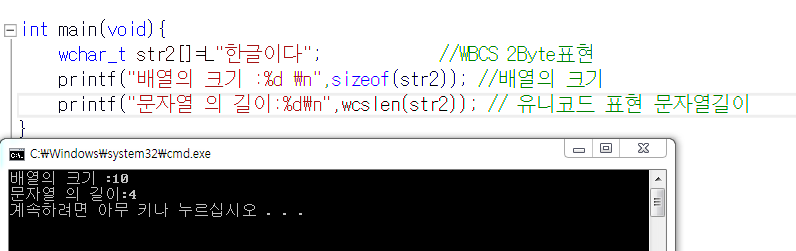 int main(void){
wchar_t str2[]=L"한글이다"; //WBCS 2Byte표현
printf("배열의 크기 :%d ₩n",sizeof(str2)); //배열의 크기
printf("문자열 의 길이:%d₩n",wcslen(str2)); // 유니코드 표현 문자열길이
}
C:₩Windows₩system32₩cmd.exe
배열의 크기 :10
문자열 의 길이:4
계속하려면 아무 키나 누르십시오 . . .